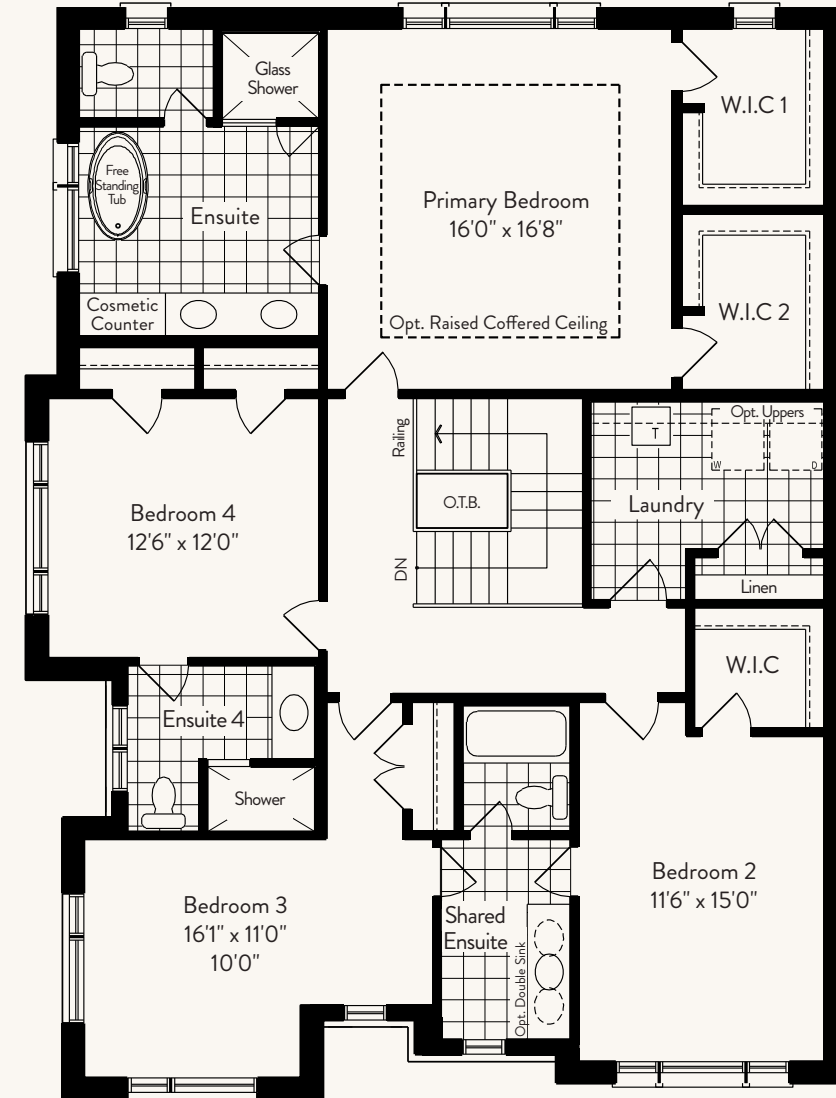 Glass
Shower
W.I.C 1
Free
Standing
Tub
Ensuite
Primary Bedroom
16'0" x 16'8"
Cosmetic
Counter
Opt. Raised Coffered Ceiling
W.I.C 2
Railing
Opt. Uppers
T
W
D
Bedroom 4
12'6" x 12'0"
O.T.B.
Laundry
DN
Linen
W.I.C
Ensuite 4
Shower
Bedroom 2
11'6" x 15'0"
Bedroom 3
16'1" x 11'0"
10'0"
Shared
Ensuite
Opt. Double Sink